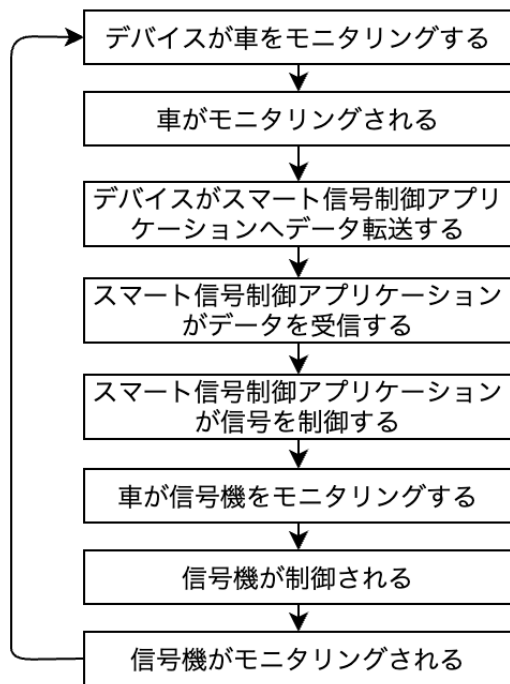 デバイスが車をモニタリングする
車がモニタリングされる
デバイスがスマート信号制御アプリ
ケーションへデータ転送する
スマート信号制御アプリケーション
がデータを受信する
スマート信号制御アプリケーション
が信号を制御する
車が信号機をモニタリングする
信号機が制御される
信号機がモニタリングされる